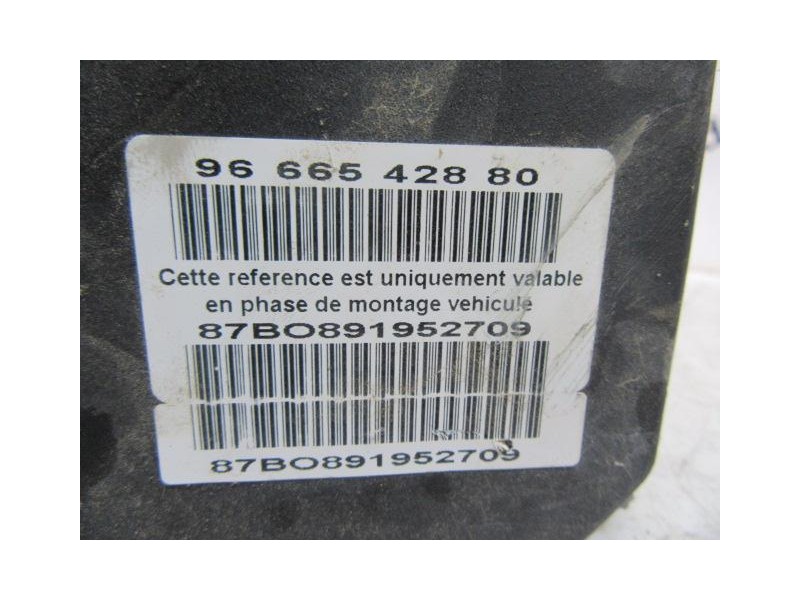 96 665 428 80
Cette reference est uniquement valable
en phase de montage vehicule
87BO891952709
87BO891952709